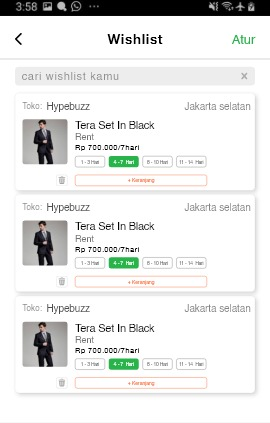 3:58
Wishlist
Atur
cari wishlist kamu
Toko: Hypebuzz
Jakarta selatan
Tera Set In Black
Rent
Rp 700.000/7hari
1 - 3 Hari 4 - 7 Hari 8 - 10 Hari 11 - 14 Hari
+ Keranjang
Toko: Hypebuzz
Jakarta selatan
Tera Set In Black
Rent
Rp 700.000/7hari
1 - 3 Hari 4 - 7 Hari 8 - 10 Hari 11 - 14 Hari
+ Keranjang
Toko: Hypebuzz
Jakarta selatan
Tera Set In Black
Rent
Rp 700.000/7hari
1 - 3 Hari 4 - 7 Hari 8 - 10 Hari 11 - 14 Hari
+ Keranjang